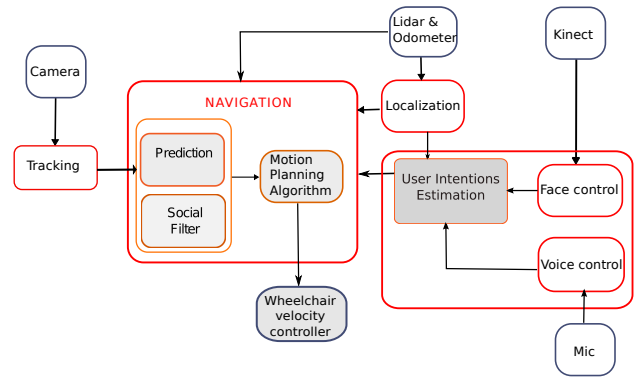 Lidar &
Odometer
Kinect
Camera
NAVIGATION
Localization
Tracking
Prediction
Motion
Planning
Algorithm
User Intentions
Estimation
Face control
Social
Filter
Voice control
Wheelchair
velocity
controller
Mic